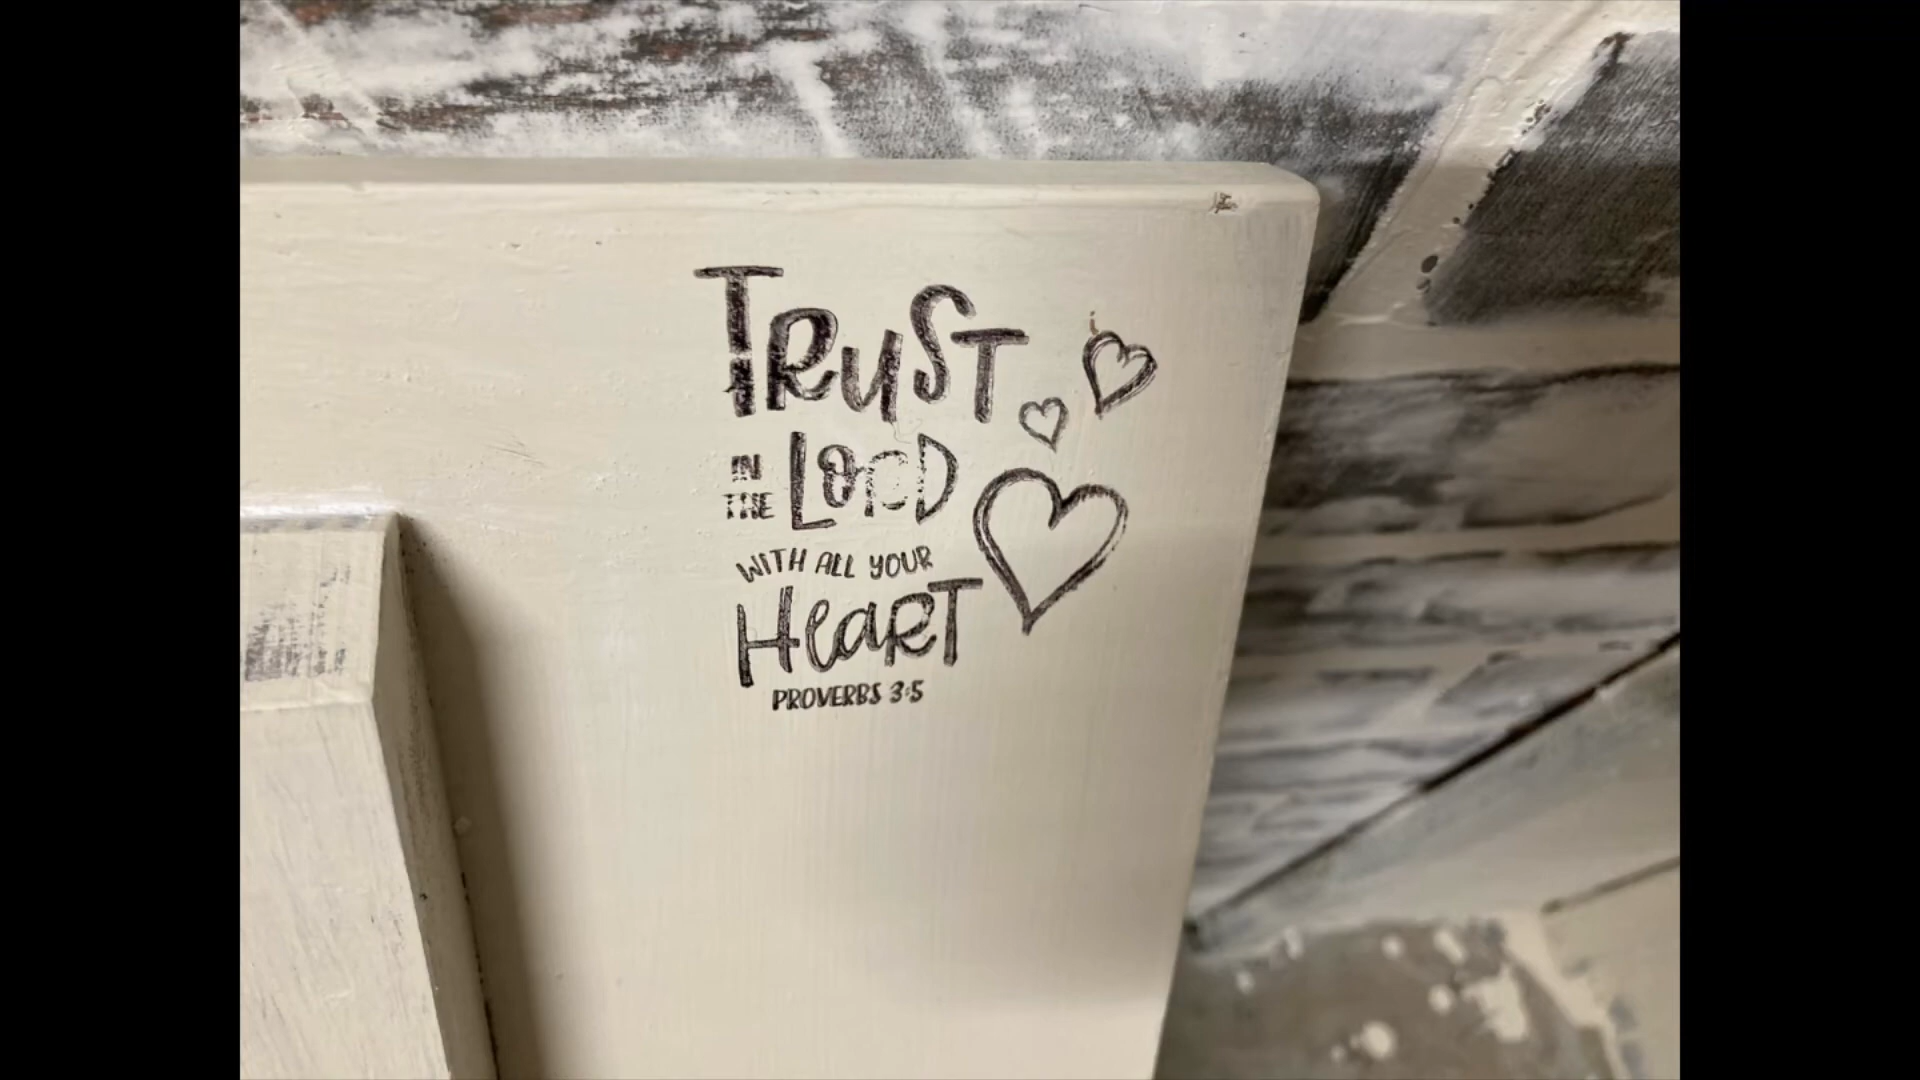 TRUST
IN
THE LORD
WITH ALL YOUR
HeaRT
PROVERBS 3:5